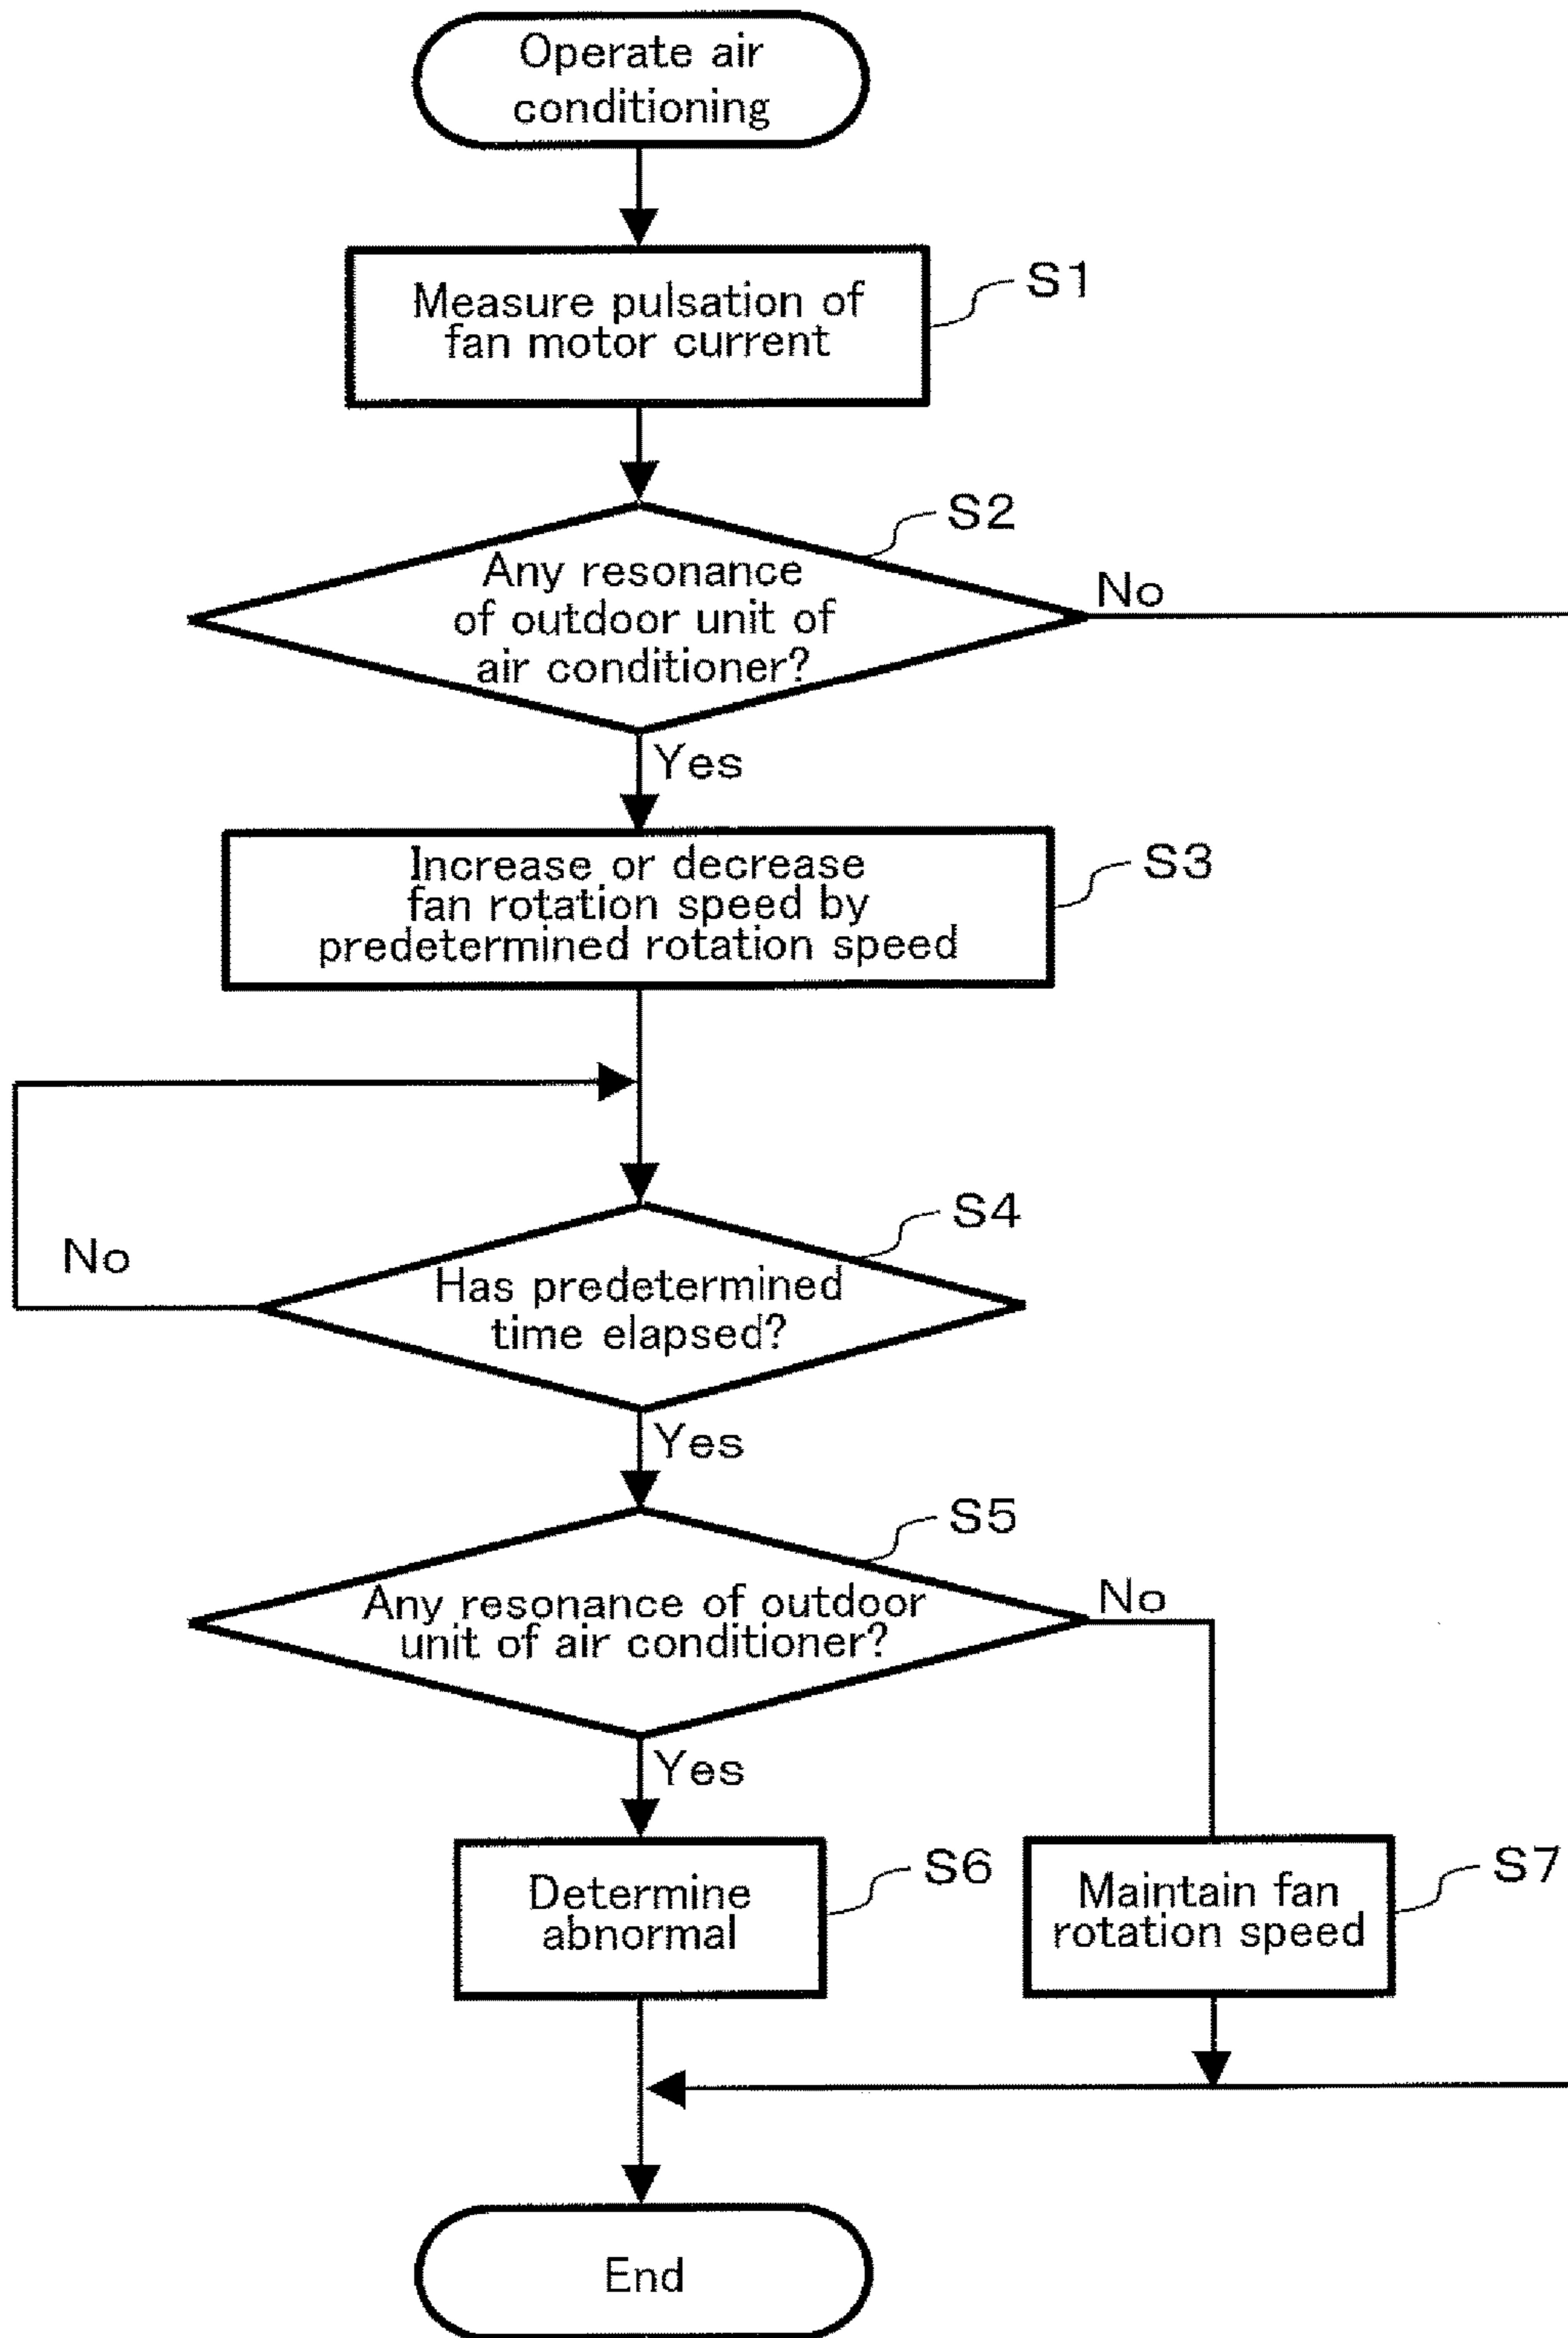 Operate air
conditioning
Measure pulsation of
fan motor current
S1
S2
Any resonance
of outdoor unit of
air conditioner?
No
Yes
Increase or decrease
fan rotation speed by
predetermined rotation speed
S3
S4
No
Has predetermined
time elapsed?
Yes
S5
Any resonance of outdoor
unit of air conditioner?
No
Yes
Determine
abnormal
S6
Maintain fan
rotation speed
S7
End